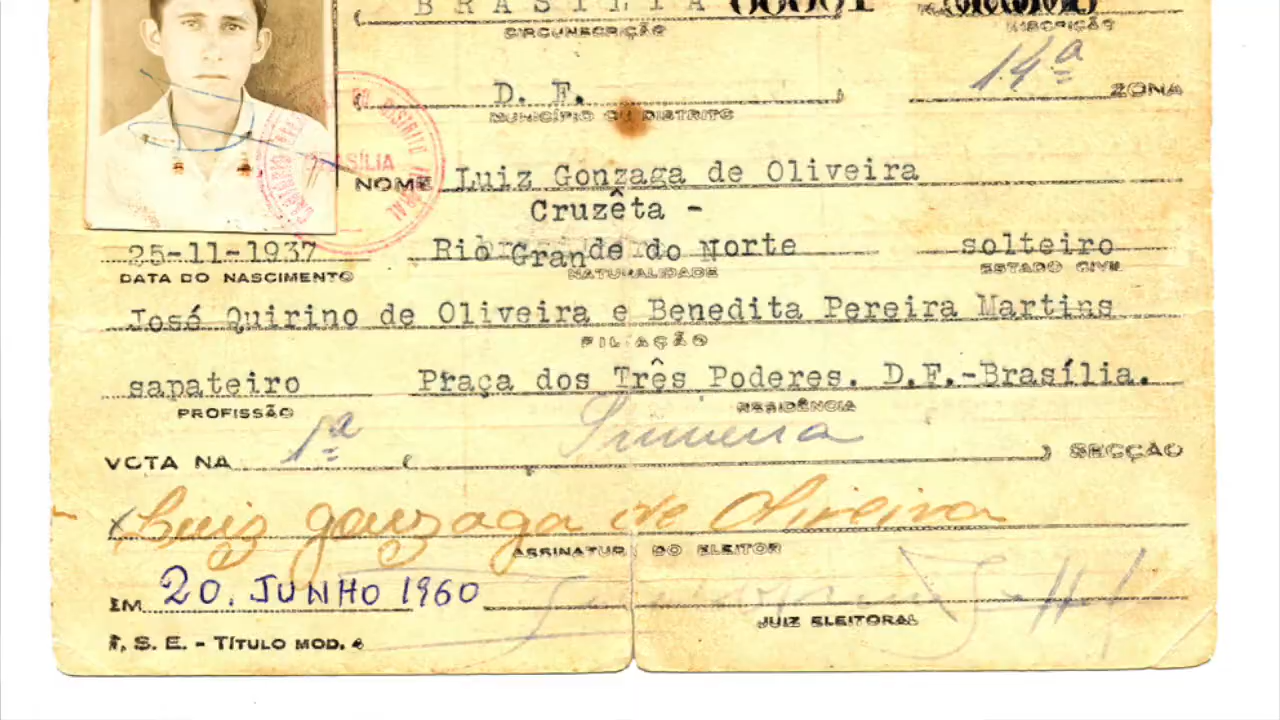 BRASÍLIA
CIRCUNSCRIÇÃO INSCRIÇÃO
( D. F. ) 14ª ZONA
MUNICÍPIO OU DISTRITO
BRASÍLIA
NOME Luiz Gonzaga de Oliveira
Cruzêta -
25-11-1937 Rio Grande do Norte solteiro
DATA DO NASCIMENTO NATURALIDADE ESTADO CIVIL
José Quirino de Oliveira e Benedita Pereira Martins
FILIAÇÃO
sapateiro Praça dos Três Poderes. D.F.-Brasília.
PROFISSÃO RESIDÊNCIA
VOTA NA 1ª ( Primeira ) SECÇÃO
Luiz gonzaga de Oliveira
ASSINATUR DO ELEITOR
EM 20. JUNHO 1960
JUIZ ELEITORAL
T. S. E. - TÍTULO MOD. 4